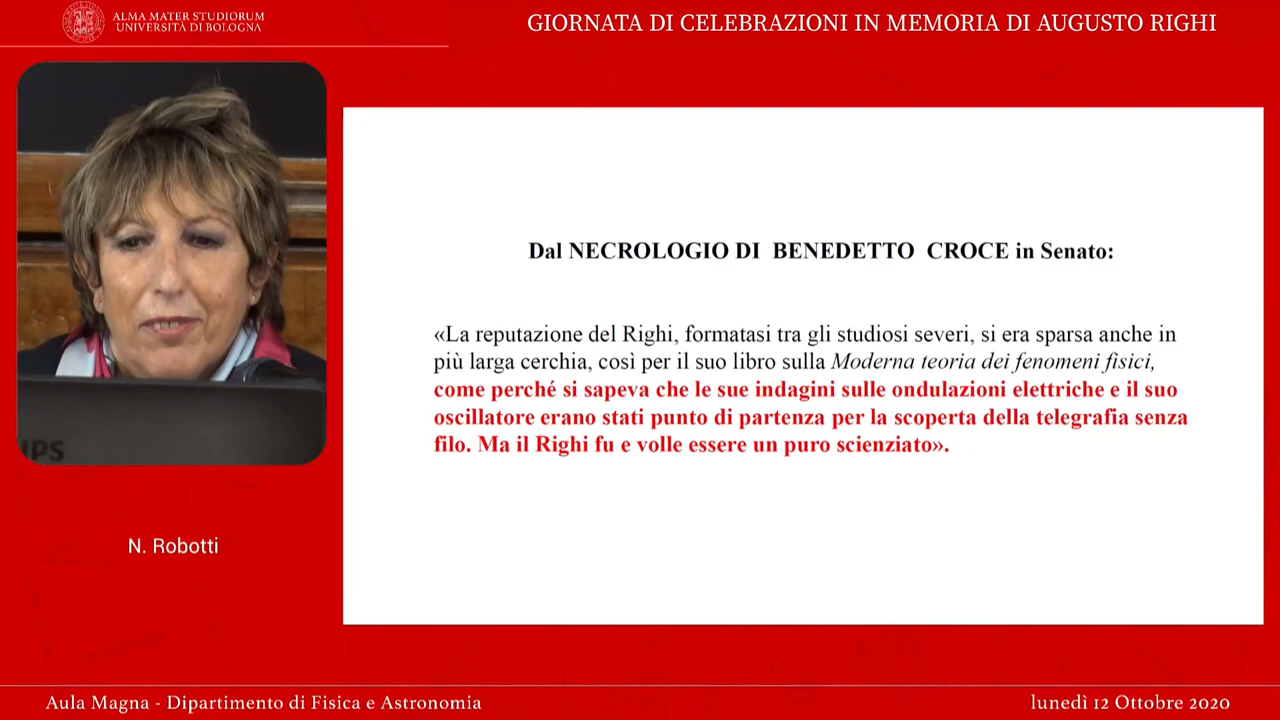 ALMA MATER STUDIORUM
UNIVERSITÀ DI BOLOGNA
GIORNATA DI CELEBRAZIONI IN MEMORIA DI AUGUSTO RIGHI
Dal NECROLOGIO DI BENEDETTO CROCE in Senato:
«La reputazione del Righi, formatasi tra gli studiosi severi, si era sparsa anche in
più larga cerchia, così per il suo libro sulla Moderna teoria dei fenomeni fisici,
come perché si sapeva che le sue indagini sulle ondulazioni elettriche e il suo
oscillatore erano stati punto di partenza per la scoperta della telegrafia senza
filo. Ma il Righi fu e volle essere un puro scienziato».
N. Robotti
Aula Magna - Dipartimento di Fisica e Astronomia
lunedì 12 Ottobre 2020